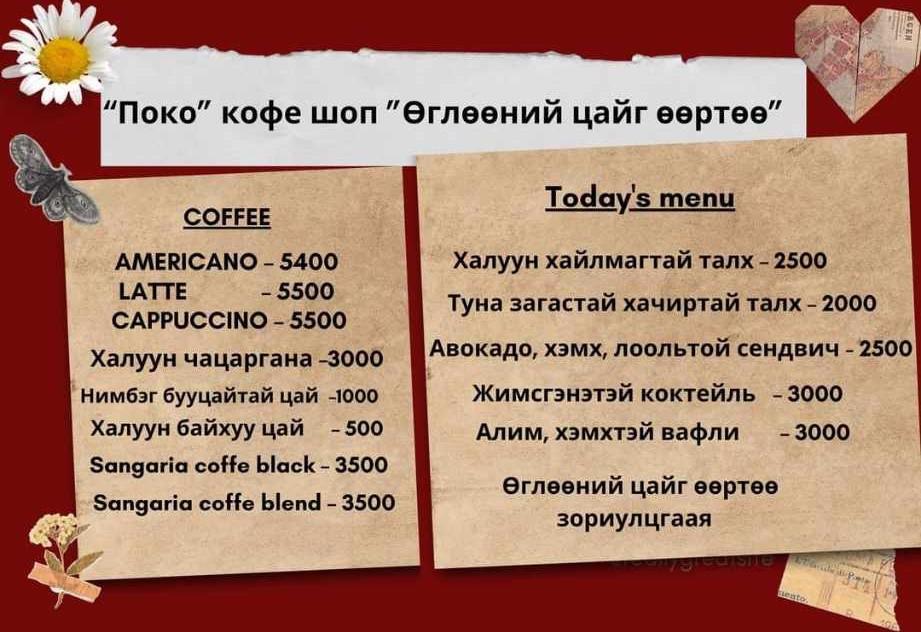 “Поко” кофе шоп ”Өглөөний цайг өөртөө”
COFFEE
AMERICANO – 5400
LATTE – 5500
CAPPUCCINO – 5500
Халуун чацаргана –3000
Нимбэг бууцайтай цай –1000
Халуун байхуу цай – 500
Sangaria coffe black – 3500
Sangaria coffe blend – 3500
Today's menu
Халуун хайлмагтай талх – 2500
Туна загастай хачиртай талх – 2000
Авокадо, хэмх, лоольтой сендвич - 2500
Жимсгэнэтэй коктейль – 3000
Алим, хэмхтэй вафли – 3000
Өглөөний цайг өөртөө
зориулцгаая